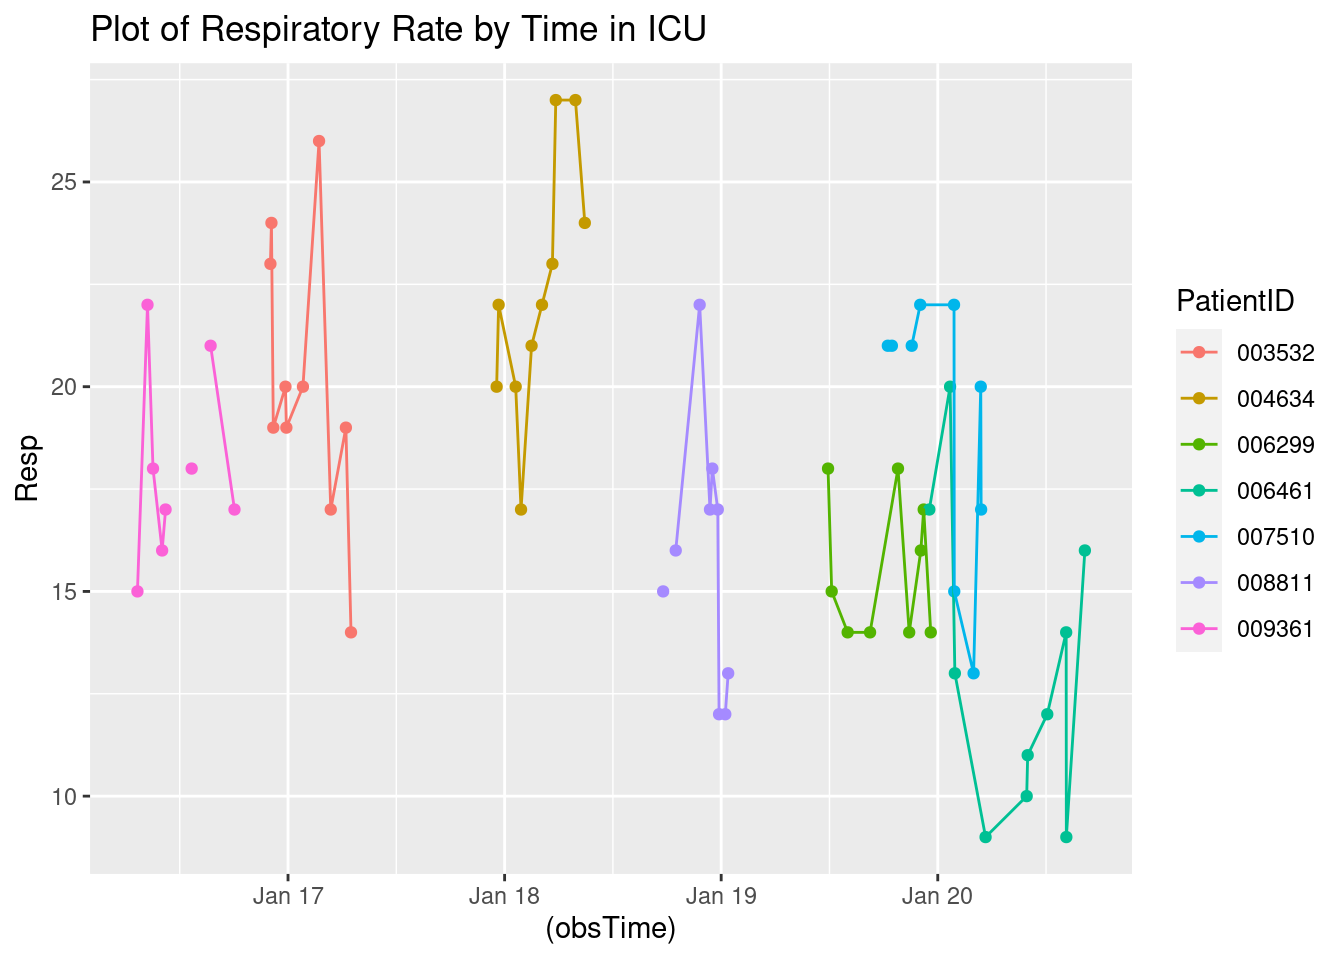 Plot of Respiratory Rate by Time in ICU
25
20
15
10
Resp
Jan 17
Jan 18
Jan 19
Jan 20
(obsTime)
PatientID
003532
004634
006299
006461
007510
008811
009361